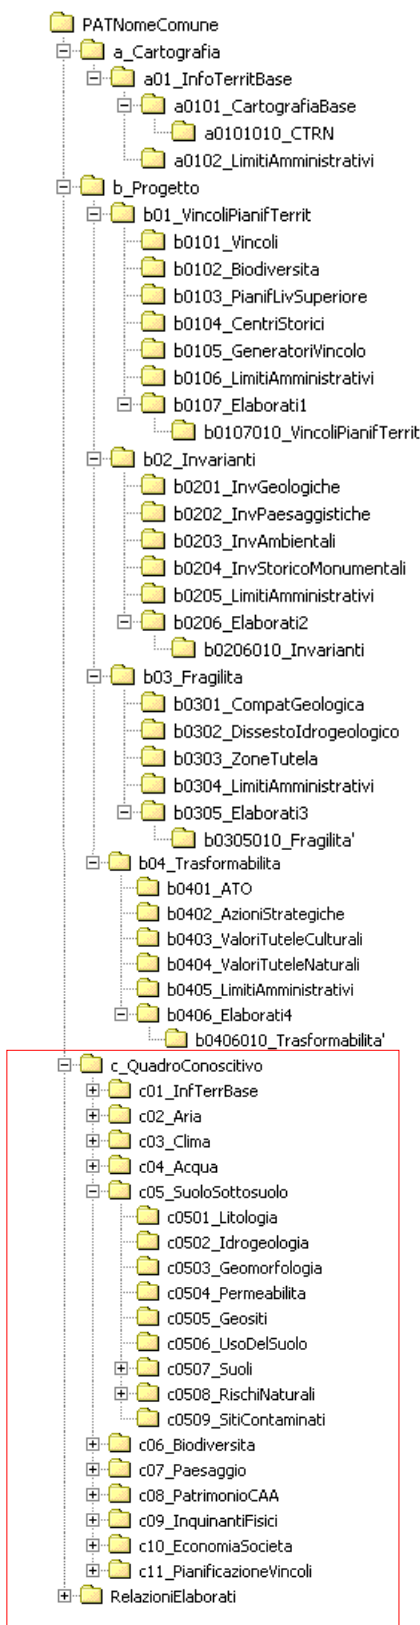 PATNomeComune
a_Cartografia
a01_InfoTerritBase
a0101_CartografiaBase
a0101010_CTRN
a0102_LimitiAmministrativi
b_Progetto
b01_VincoliPianifTerrit
b0101_Vincoli
b0102_Biodiversita
b0103_PianifLivSuperiore
b0104_CentriStorici
b0105_GeneratoriVincolo
b0106_LimitiAmministrativi
b0107_Elaborati1
b0107010_VincoliPianifTerrit
b02_Invarianti
b0201_InvGeologiche
b0202_InvPaesaggistiche
b0203_InvAmbientali
b0204_InvStoricoMonumentali
b0205_LimitiAmministrativi
b0206_Elaborati2
b0206010_Invarianti
b03_Fragilita
b0301_CompatGeologica
b0302_DissestoIdrogeologico
b0303_ZoneTutela
b0304_LimitiAmministrativi
b0305_Elaborati3
b0305010_Fragilita'
b04_Trasformabilita
b0401_ATO
b0402_AzioniStrategiche
b0403_ValoriTuteleCulturali
b0404_ValoriTuteleNaturali
b0405_LimitiAmministrativi
b0406_Elaborati4
b0406010_Trasformabilita'
c_QuadroConoscitivo
c01_InfTerrBase
c02_Aria
c03_Clima
c04_Acqua
c05_SuoloSottosuolo
c0501_Litologia
c0502_Idrogeologia
c0503_Geomorfologia
c0504_Permeabilita
c0505_Geositi
c0506_UsoDelSuolo
c0507_Suoli
c0508_RischiNaturali
c0509_SitiContaminati
c06_Biodiversita
c07_Paesaggio
c08_PatrimonioCAA
c09_InquinantiFisici
c10_EconomiaSocieta
c11_PianificazioneVincoli
RelazioniElaborati